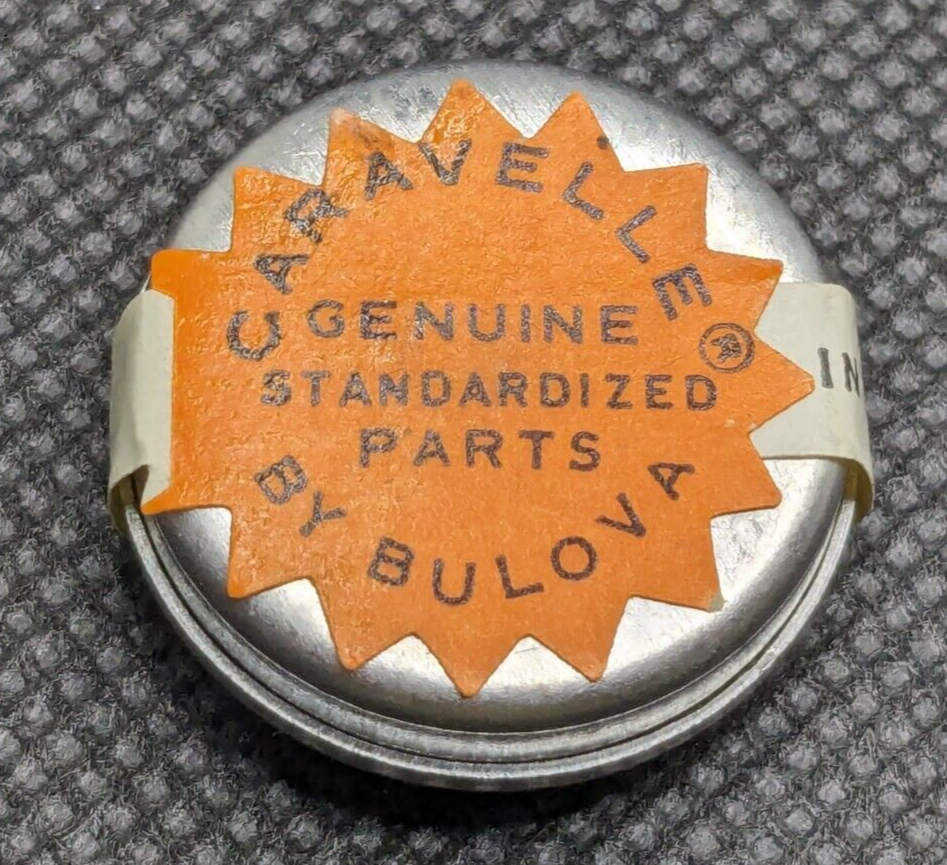 CARAVELLE ®
GENUINE
STANDARDIZED
PARTS
BY BULOVA
IN